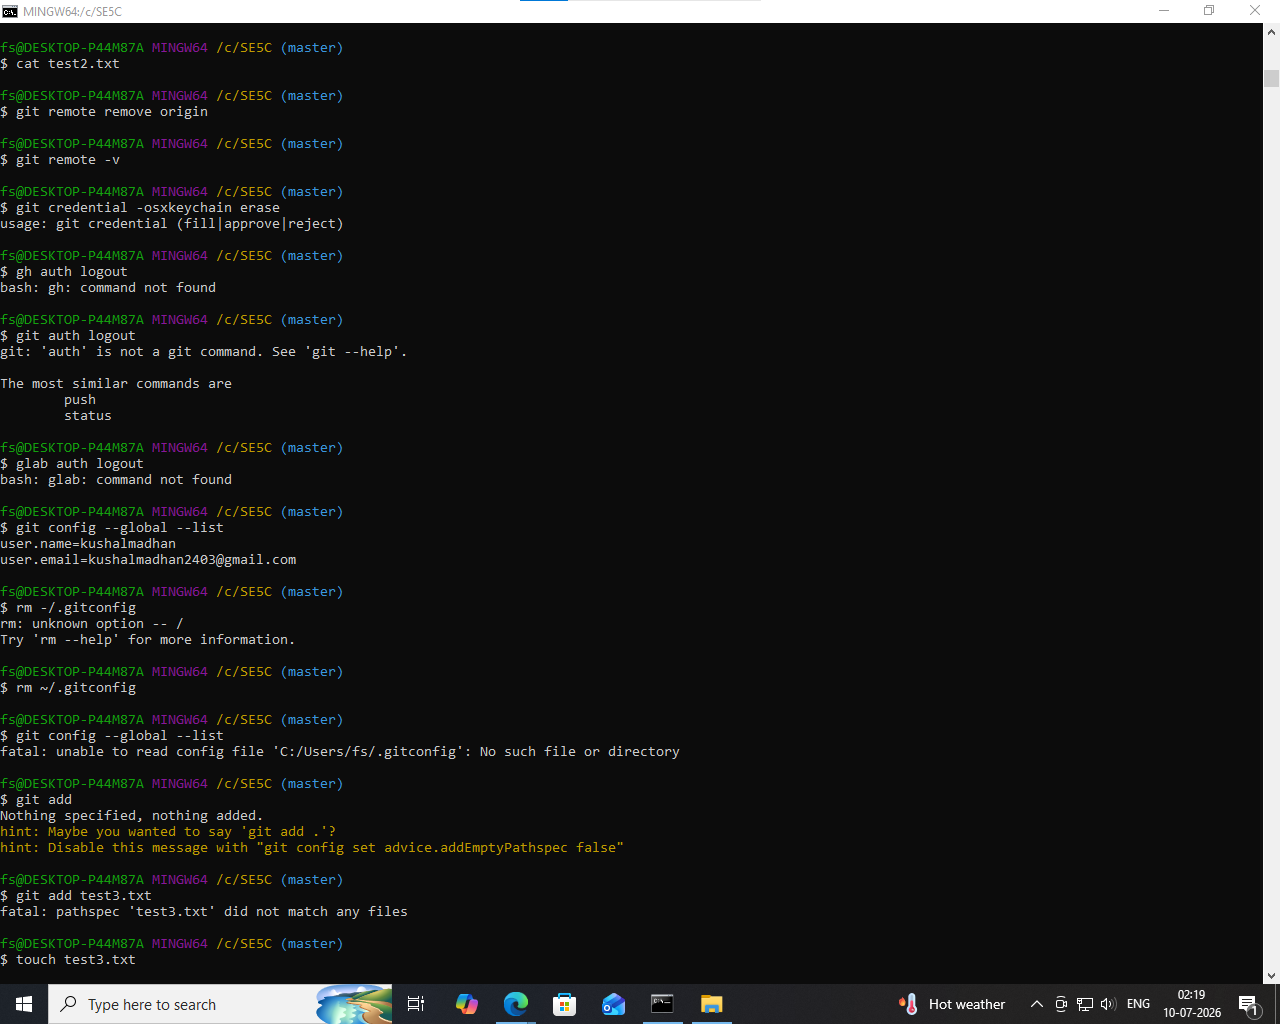 MINGW64:/c/SE5C
fs@DESKTOP-P44M87A MINGW64 /c/SE5C (master)
$ cat test2.txt
fs@DESKTOP-P44M87A MINGW64 /c/SE5C (master)
$ git remote remove origin
fs@DESKTOP-P44M87A MINGW64 /c/SE5C (master)
$ git remote -v
fs@DESKTOP-P44M87A MINGW64 /c/SE5C (master)
$ git credential -osxkeychain erase
usage: git credential (fill|approve|reject)
fs@DESKTOP-P44M87A MINGW64 /c/SE5C (master)
$ gh auth logout
bash: gh: command not found
fs@DESKTOP-P44M87A MINGW64 /c/SE5C (master)
$ git auth logout
git: 'auth' is not a git command. See 'git --help'.
The most similar commands are
push
status
fs@DESKTOP-P44M87A MINGW64 /c/SE5C (master)
$ glab auth logout
bash: glab: command not found
fs@DESKTOP-P44M87A MINGW64 /c/SE5C (master)
$ git config --global --list
user.name=kushalmadhan
user.email=kushalmadhan2403@gmail.com
fs@DESKTOP-P44M87A MINGW64 /c/SE5C (master)
$ rm -/.gitconfig
rm: unknown option -- /
Try 'rm --help' for more information.
fs@DESKTOP-P44M87A MINGW64 /c/SE5C (master)
$ rm ~/.gitconfig
fs@DESKTOP-P44M87A MINGW64 /c/SE5C (master)
$ git config --global --list
fatal: unable to read config file 'C:/Users/fs/.gitconfig': No such file or directory
fs@DESKTOP-P44M87A MINGW64 /c/SE5C (master)
$ git add
Nothing specified, nothing added.
hint: Maybe you wanted to say 'git add .'?
hint: Disable this message with "git config set advice.addEmptyPathspec false"
fs@DESKTOP-P44M87A MINGW64 /c/SE5C (master)
$ git add test3.txt
fatal: pathspec 'test3.txt' did not match any files
fs@DESKTOP-P44M87A MINGW64 /c/SE5C (master)
$ touch test3.txt
Type here to search
Hot weather
ENG
02:19
10-07-2026
1